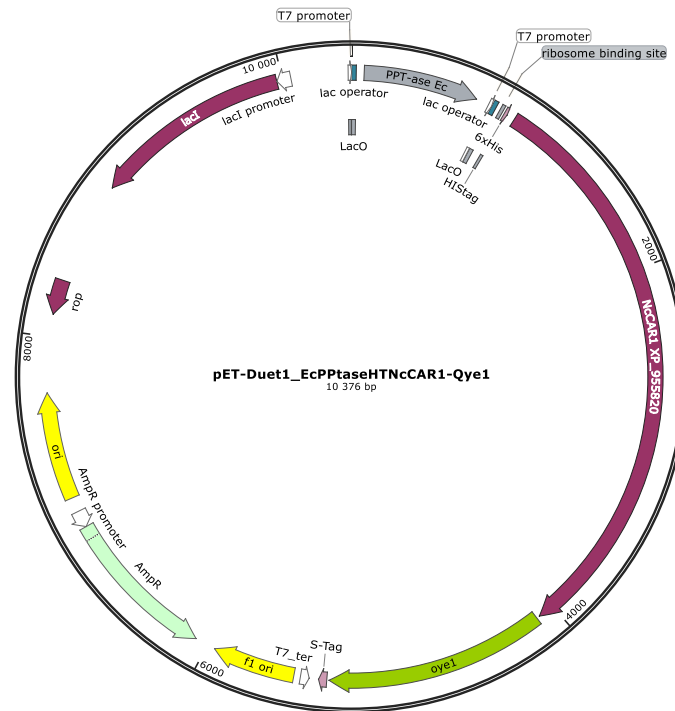 T7 promoter
T7 promoter
ribosome binding site
10 000
PPT-ase Ec
lac operator
lac operator
lacI promoter
lacI
6xHis
LacO
LacO
HIStag
2000
rop
NcCAR1 XP_955820
8000
pET-Duet1_EcPPtaseHTNcCAR1-Qye1
10 376 bp
ori
AmpR promoter
AmpR
4000
S-Tag
T7_ter
oye1
f1 ori
6000